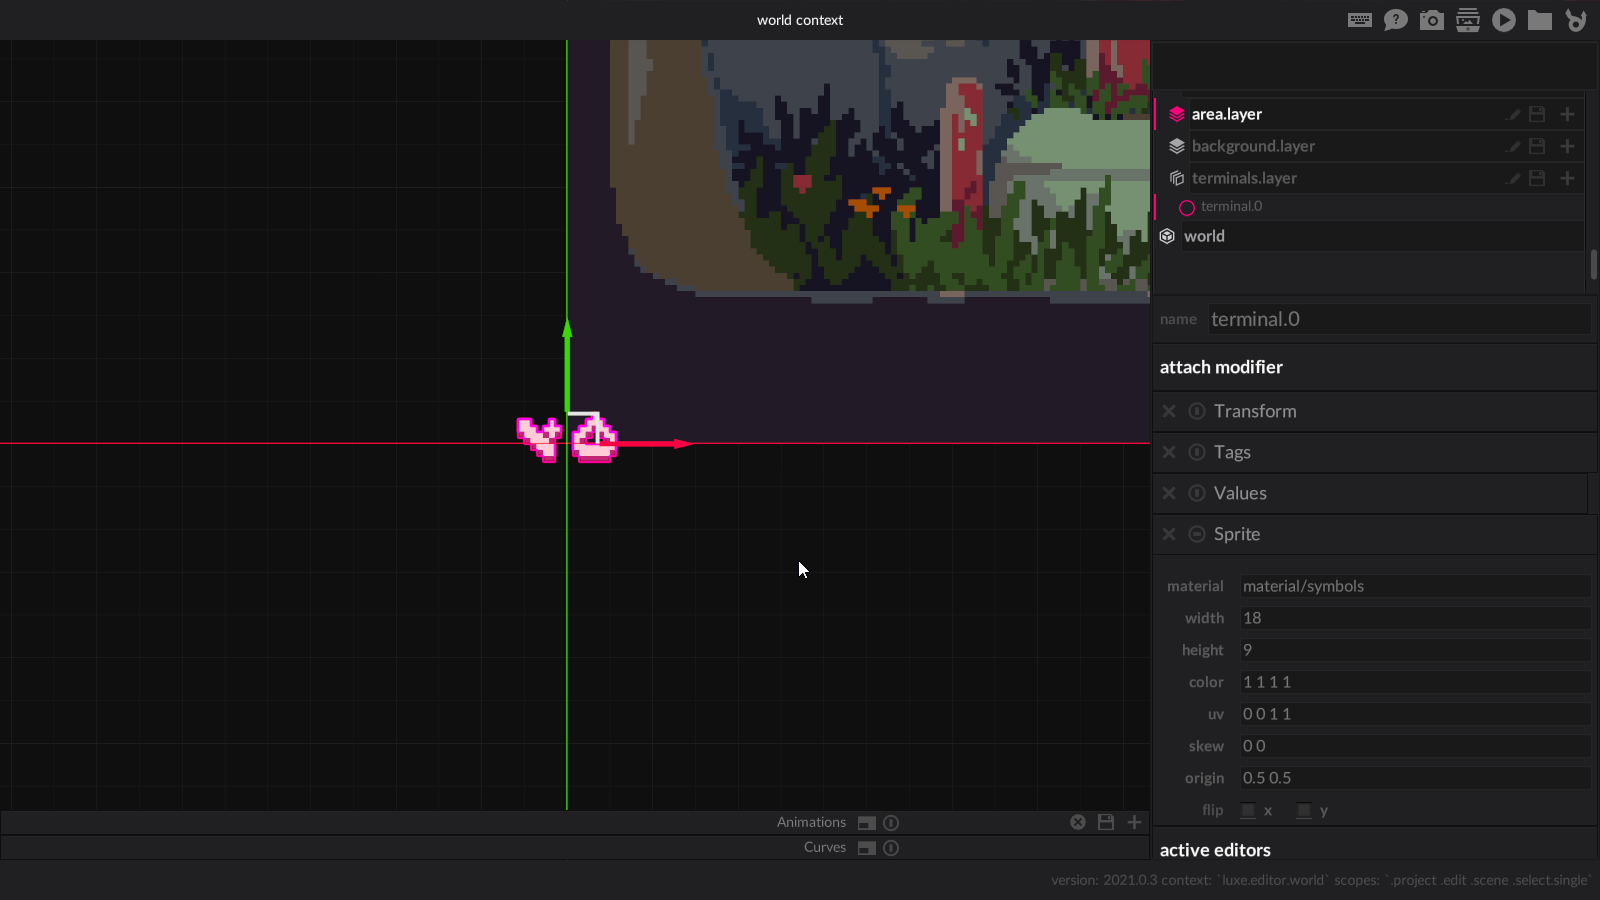 world context
area.layer
background.layer
terminals.layer
terminal.0
world
name terminal.0
attach modifier
Transform
Tags
Values
Sprite
material material/symbols
width 18
height 9
color 1 1 1 1
uv 0 0 1 1
skew 0 0
origin 0.5 0.5
flip x y
Animations
Curves
active editors
version: 2021.0.3 context: `luxe.editor.world` scopes: `.project .edit .scene .select.single`